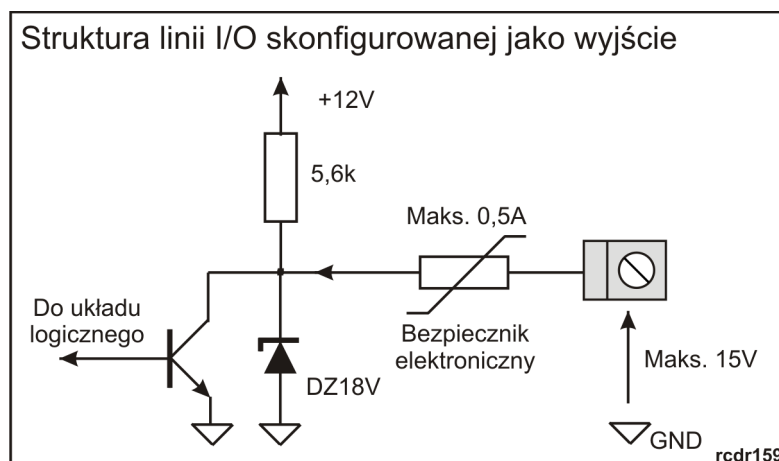 Struktura linii I/O skonfigurowanej jako wyjście
+12V
5,6k
Maks. 0,5A
Do układu
logicznego
Bezpiecznik
elektroniczny
DZ18V
Maks. 15V
GND
rcdr159